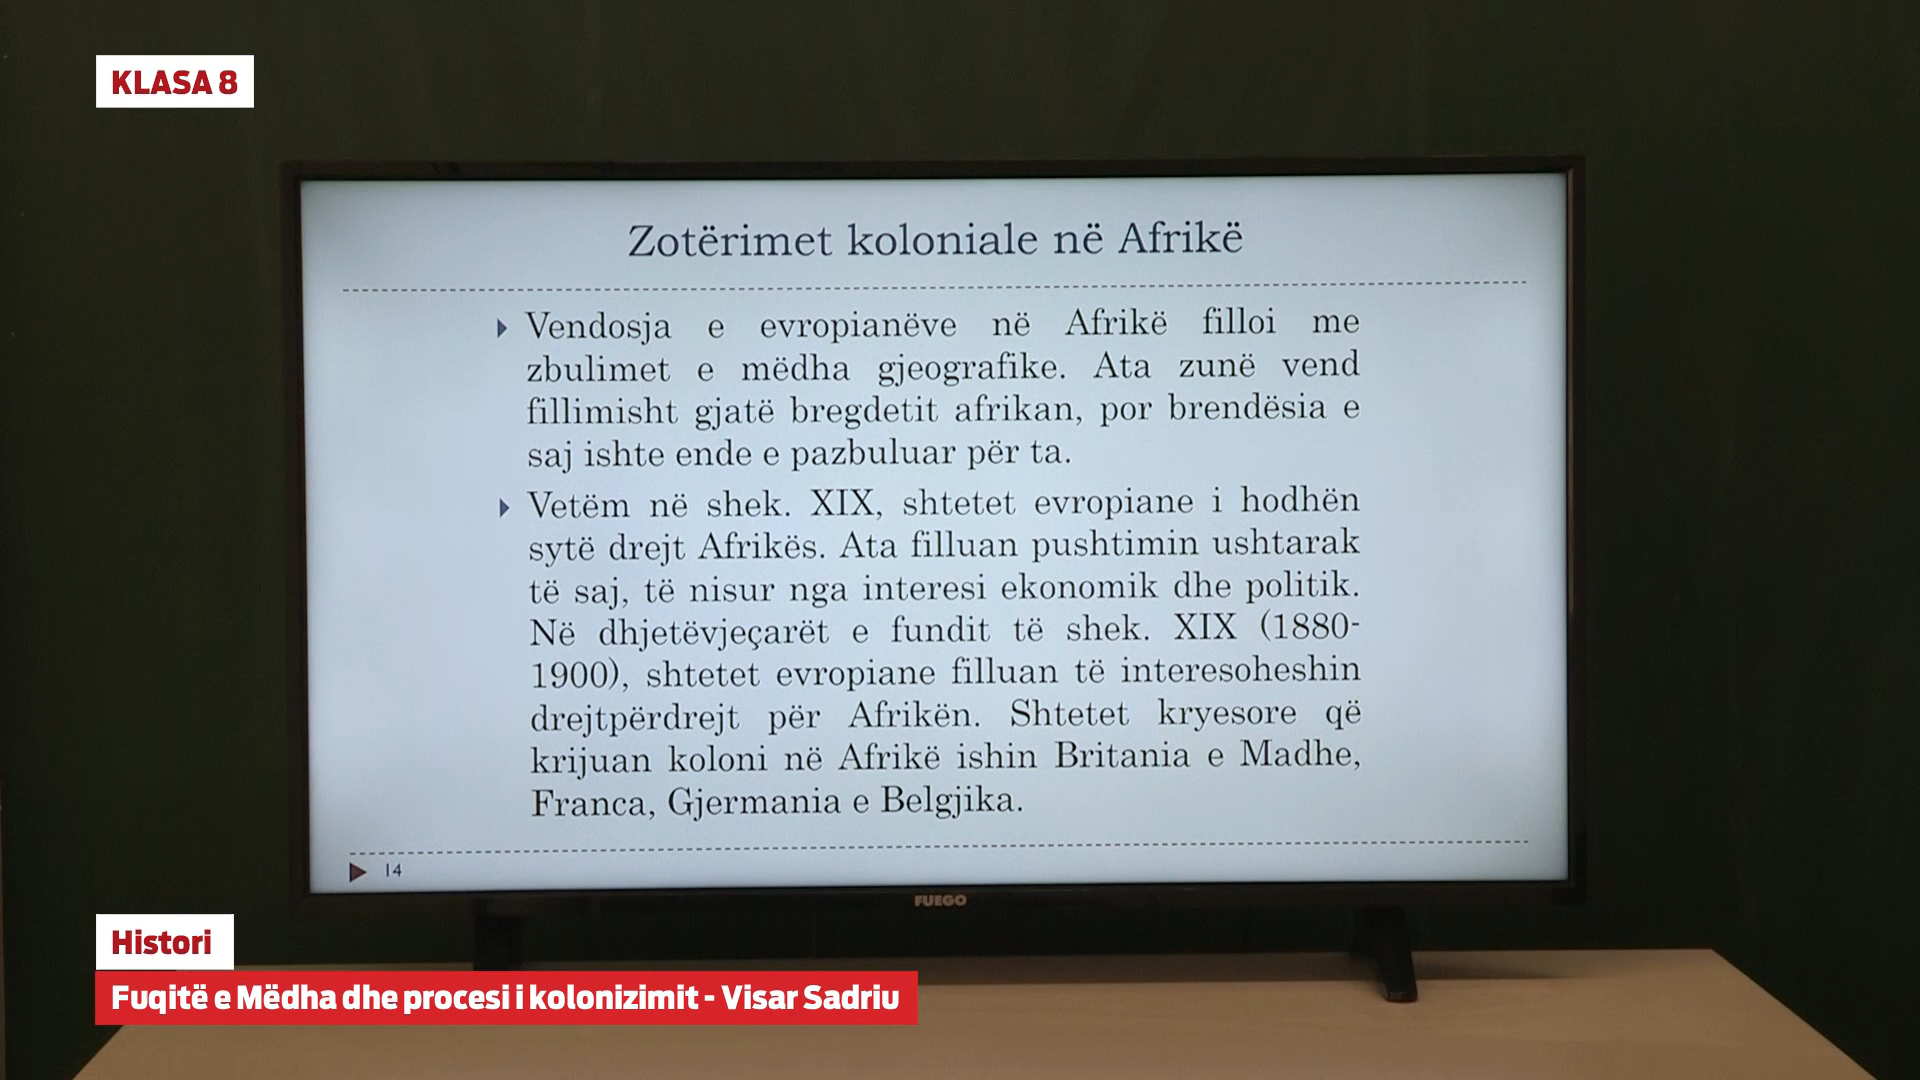 KLASA 8
Zotërimet koloniale në Afrikë
Vendosja e evropianëve në Afrikë filloi me
zbulimet e mëdha gjeografike. Ata zunë vend
fillimisht gjatë bregdetit afrikan, por brendësia e
saj ishte ende e pazbuluar për ta.
Vetëm në shek. XIX, shtetet evropiane i hodhën
sytë drejt Afrikës. Ata filluan pushtimin ushtarak
të saj, të nisur nga interesi ekonomik dhe politik.
Në dhjetëvjeçarët e fundit të shek. XIX (1880-
1900), shtetet evropiane filluan të interesoheshin
drejtpërdrejt për Afrikën. Shtetet kryesore që
krijuan koloni në Afrikë ishin Britania e Madhe,
Franca, Gjermania e Belgjika.
14
FUEGO
Histori
Fuqitë e Mëdha dhe procesi i kolonizimit - Visar Sadriu